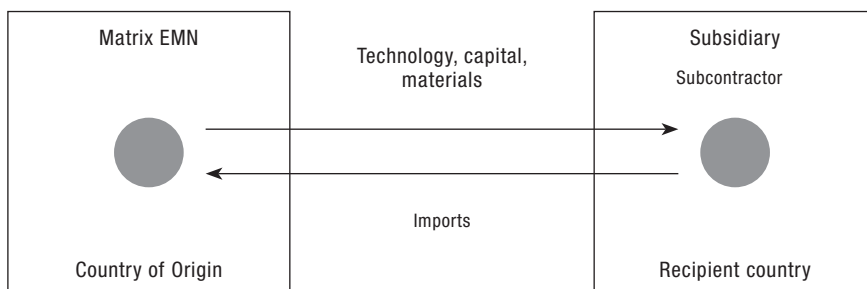 Matrix EMN
Subsidiary
Technology, capital,
materials
Subcontractor
Imports
Country of Origin
Recipient country